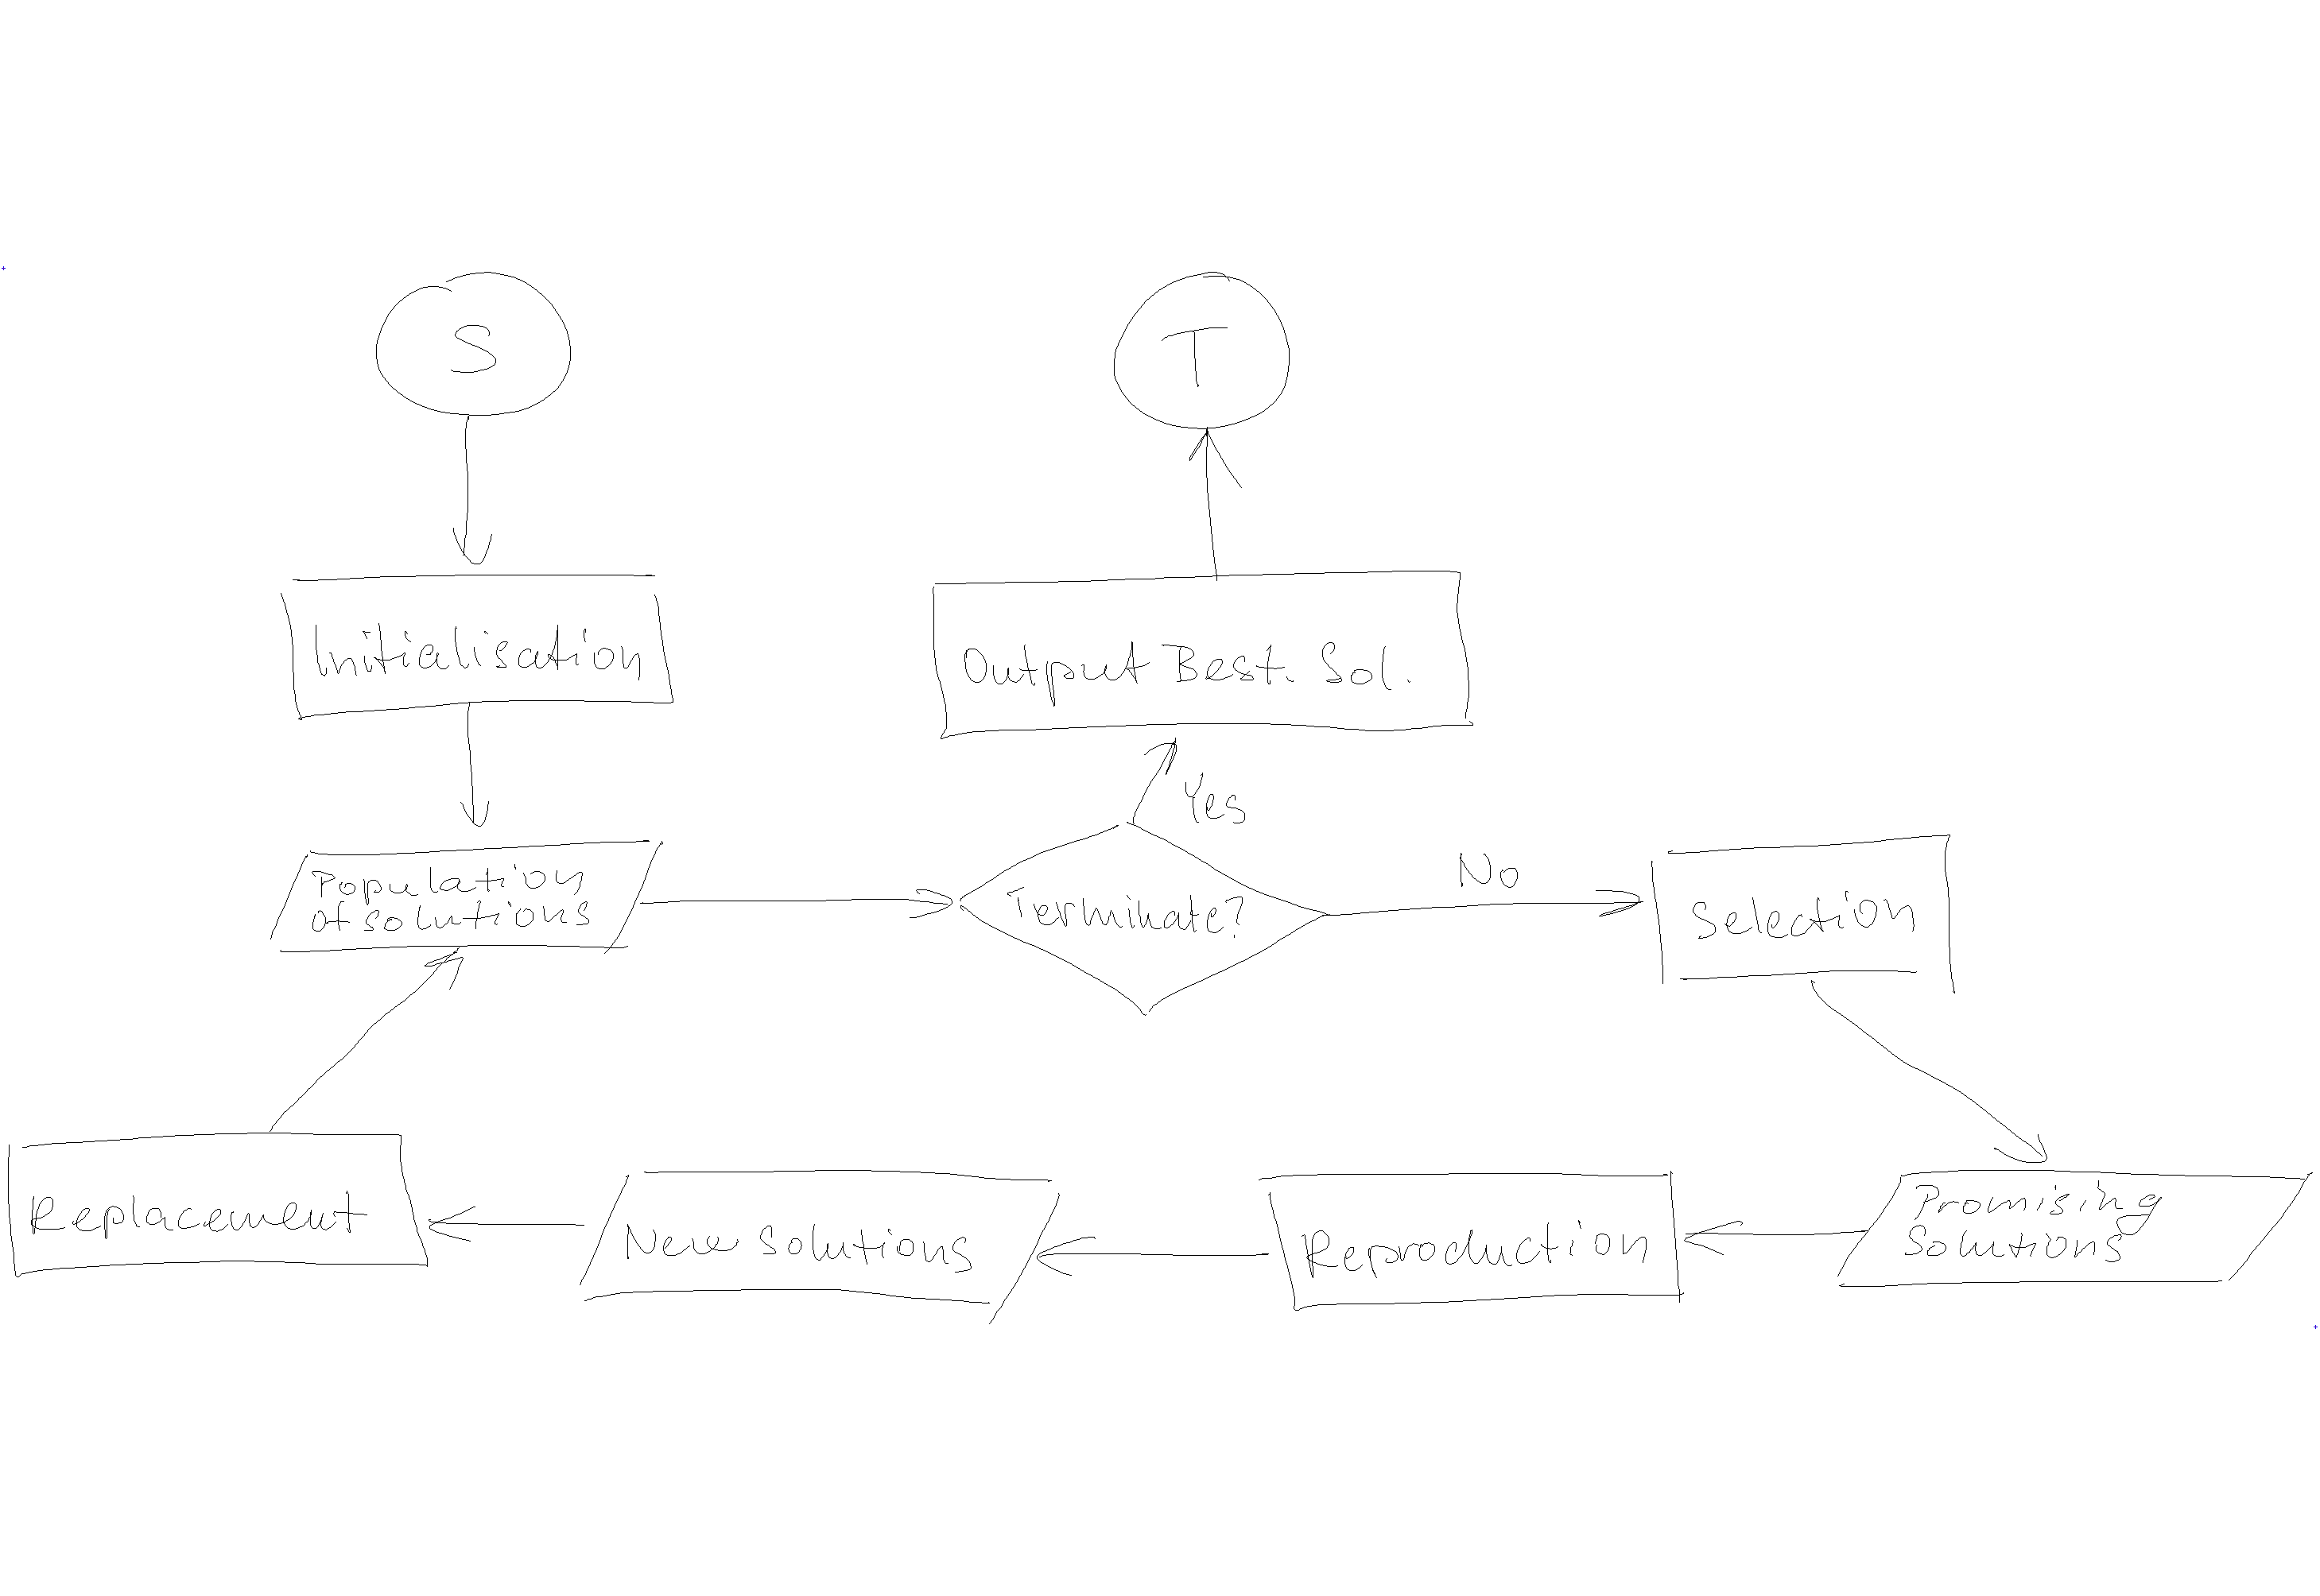 S
T
Initialisation
Output Best. Sol.
Yes
Population
of solutions
Terminate?
No
Selection
Replacement
New solutions
Reproduction
Promising
Solutions